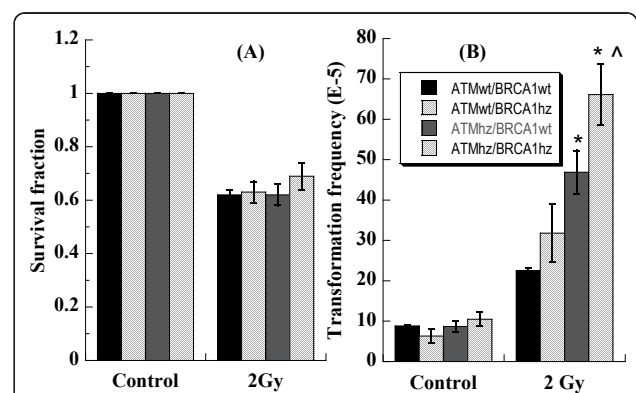 (A)
Survival fraction
1.2
1
0.8
0.6
0.4
0.2
0
Control
2Gy
(B)
Transformation frequency (E-5)
80
70
60
50
40
30
20
10
0
ATMwt/BRCA1wt
ATMwt/BRCA1hz
ATMhz/BRCA1wt
ATMhz/BRCA1hz
*
* ^
Control
2 Gy